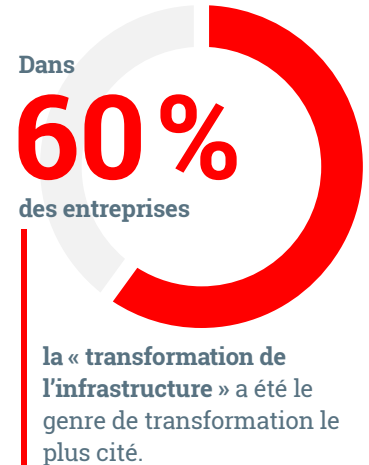 Dans
60 %
des entreprises
la « transformation de
l’infrastructure » a été le
genre de transformation le
plus cité.